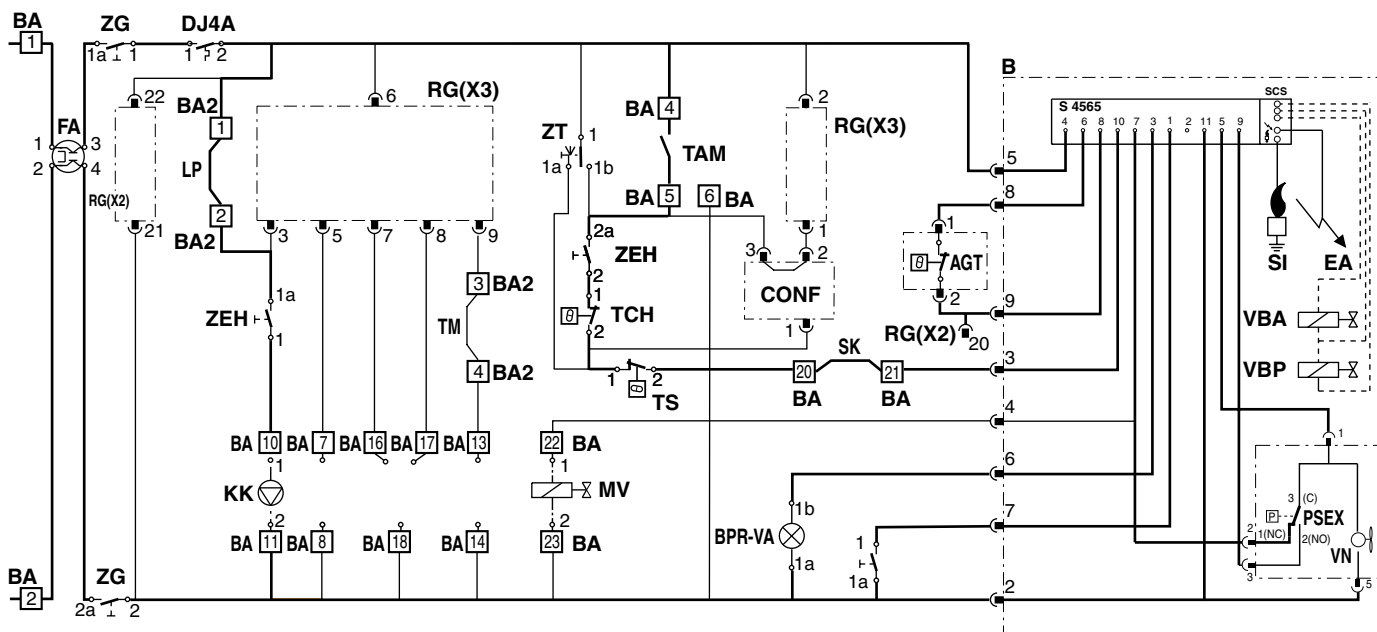 BA ZG DJ4A
1 1a 1 1 2
B
22 6 RG(X3) BA 4 2 SCS
BA2 S 4565
1 RG(X3) 4 6 8 10 7 3 1 2 11 5 9
FA ZT 1 TAM
1 3 1a 1b
2 4 LP 5
RG(X2) BA 5 6 BA 8
2 1
21 3 5 7 8 9 2a 1
BA2 3 2 AGT
θ
3 BA2 ZEH CONF SI EA
1a 2 2
ZEH TM 1 TCH 9
θ RG(X2) 20 VBA
1 2 1
4 BA2 SK 3 VBP
1 2 20 21
θ TS BA BA
4
BA 10 BA 7 BA 16 17 BA BA 13 22 BA
1 1 6 1
KK MV 1b 7 3 (C)
P PSEX
BPR-VA 1 2 1(NC) 2(NO)
2 2 VN
BA 11 BA 8 18 BA 14 23 BA 1a 1a 3
BA ZG 2 5
2 2a 2